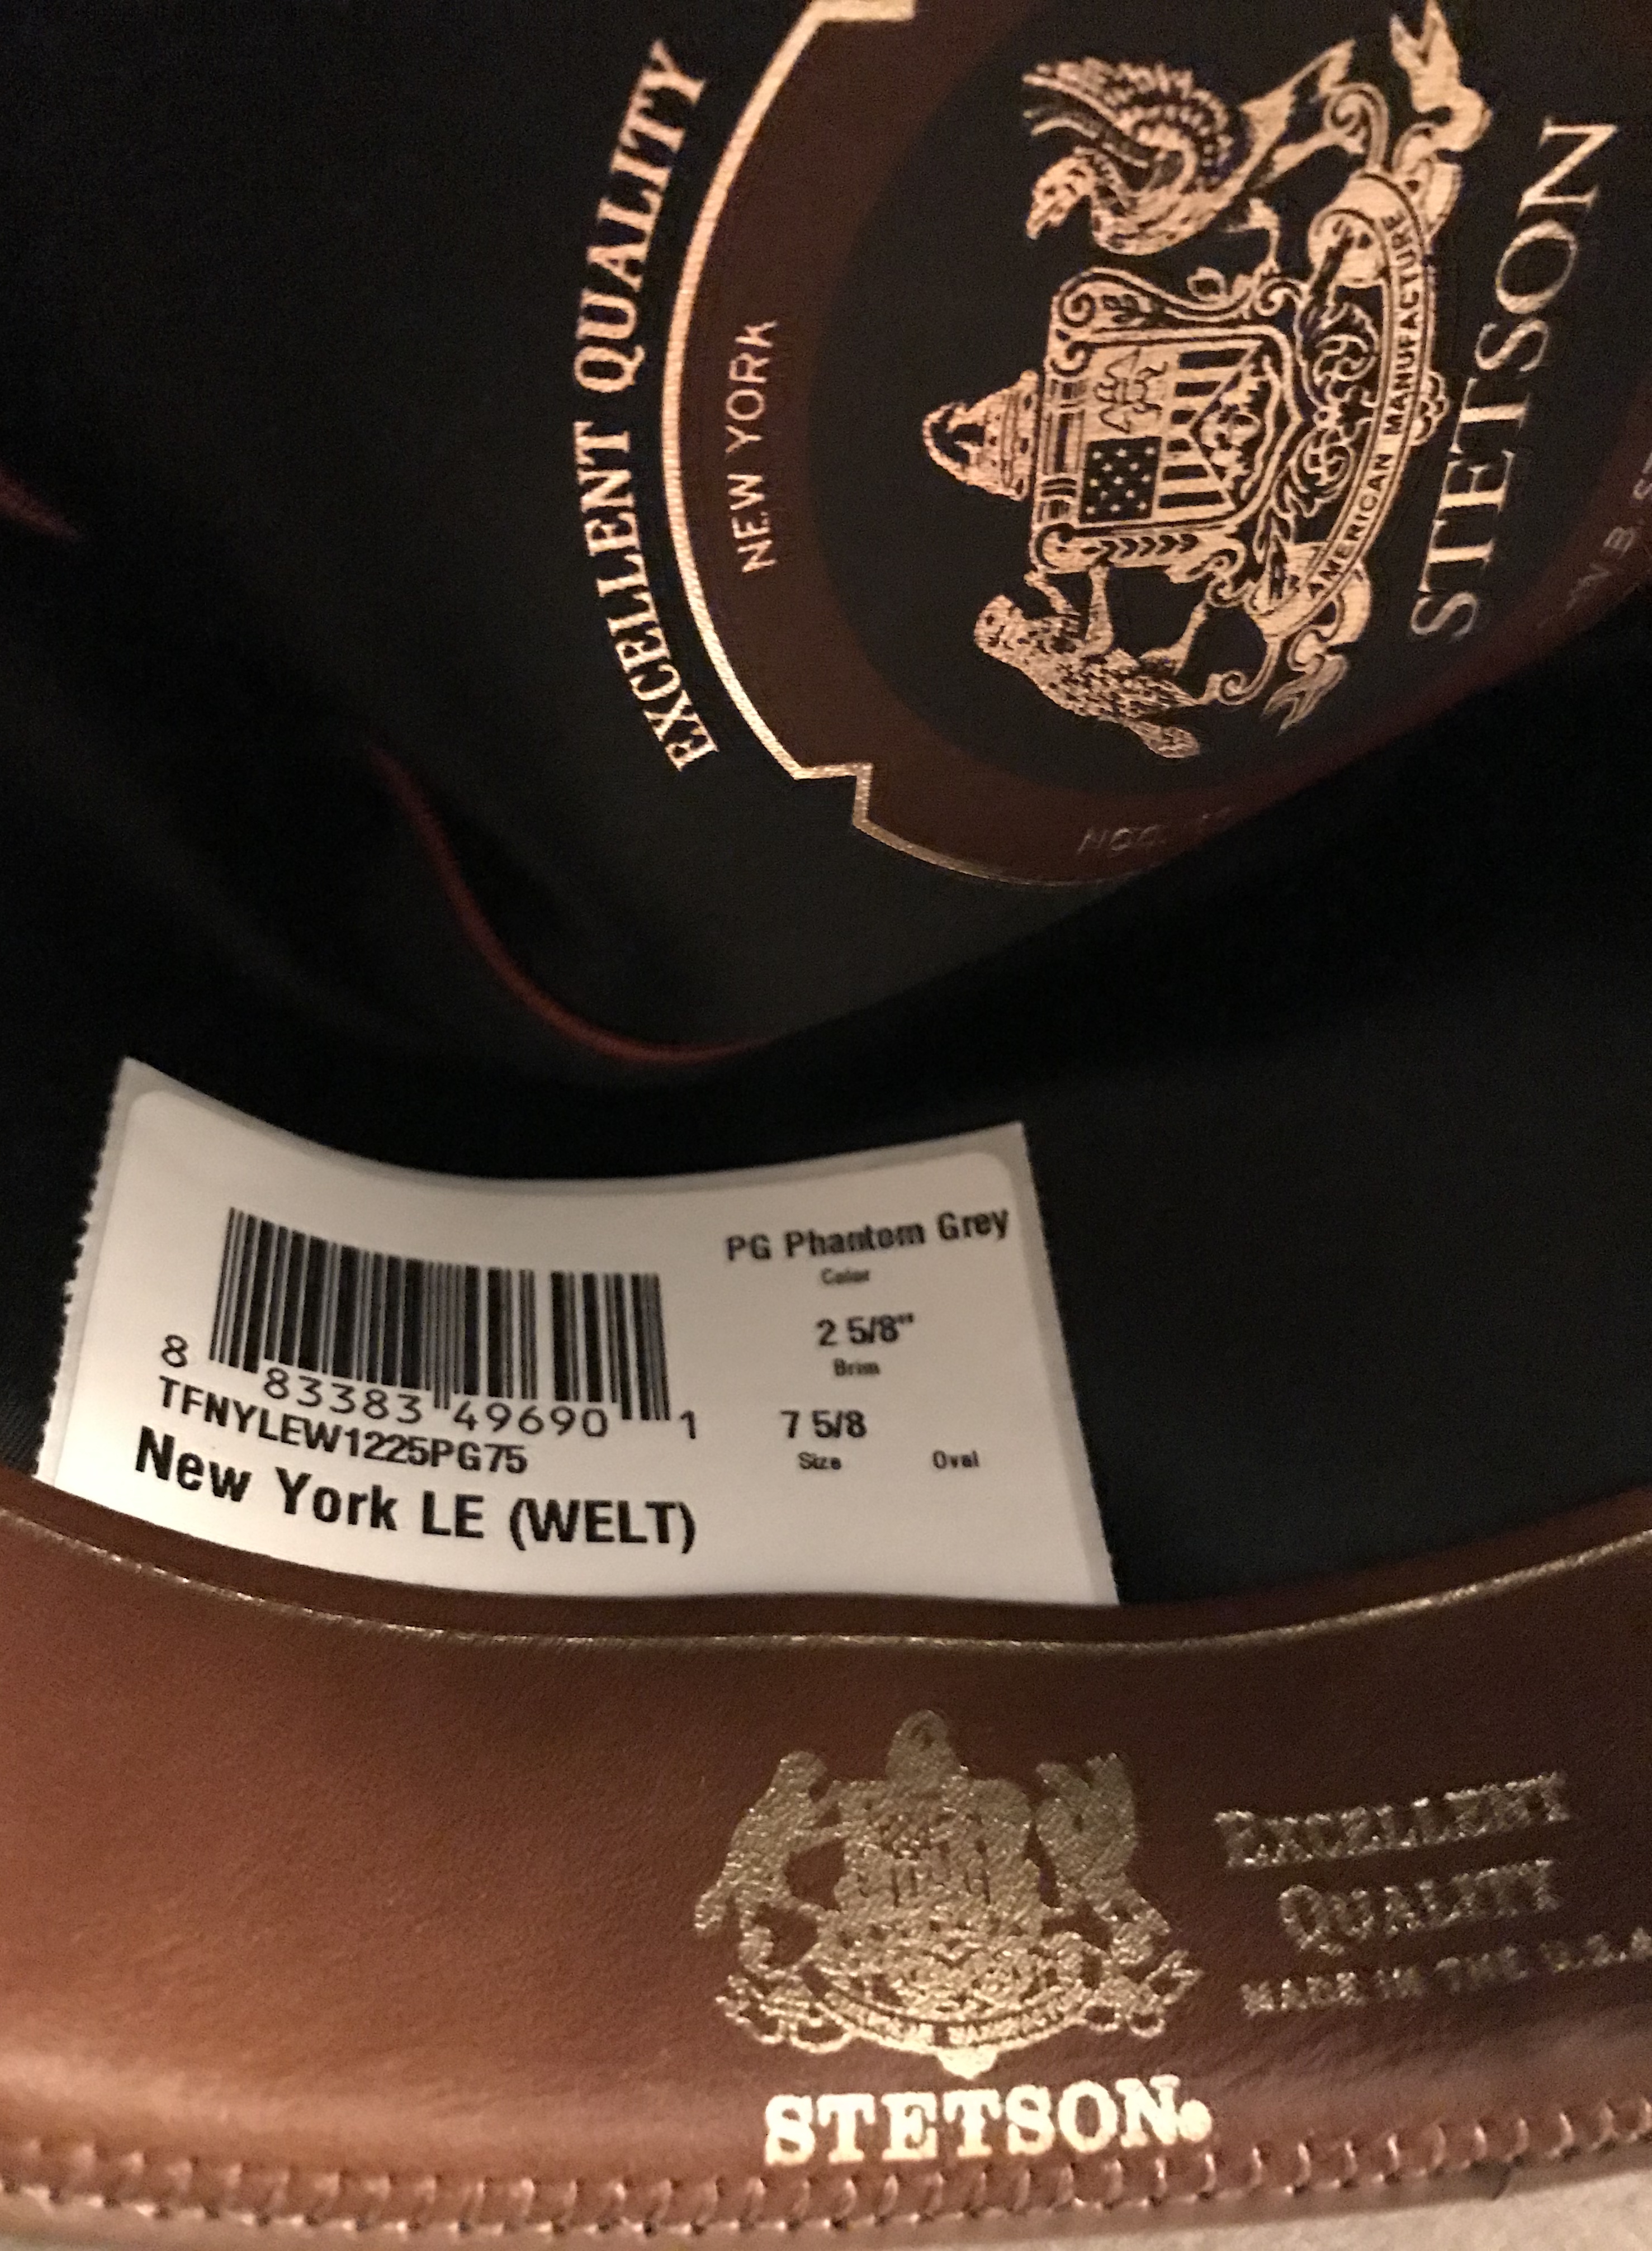 EXCELLENT QUALITY
NEW YORK
AMERICAN MANUFACTURE
STETSON
PG Phantom Grey
Color
2 5/8"
Brim
7 5/8
Size
Oval
8 83383 49690 1
TFNYLEW1225PG75
New York LE (WELT)
EXCELLENT
QUALITY
MADE IN THE U.S.A
MANUFACTURE
STETSON®